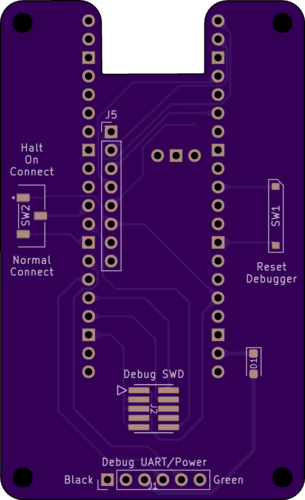 J5
Halt
On
Connect
SW2
Normal
Connect
SW1
Reset
Debugger
D1
Debug SWD
J2
Debug UART/Power
Black
J1
Green